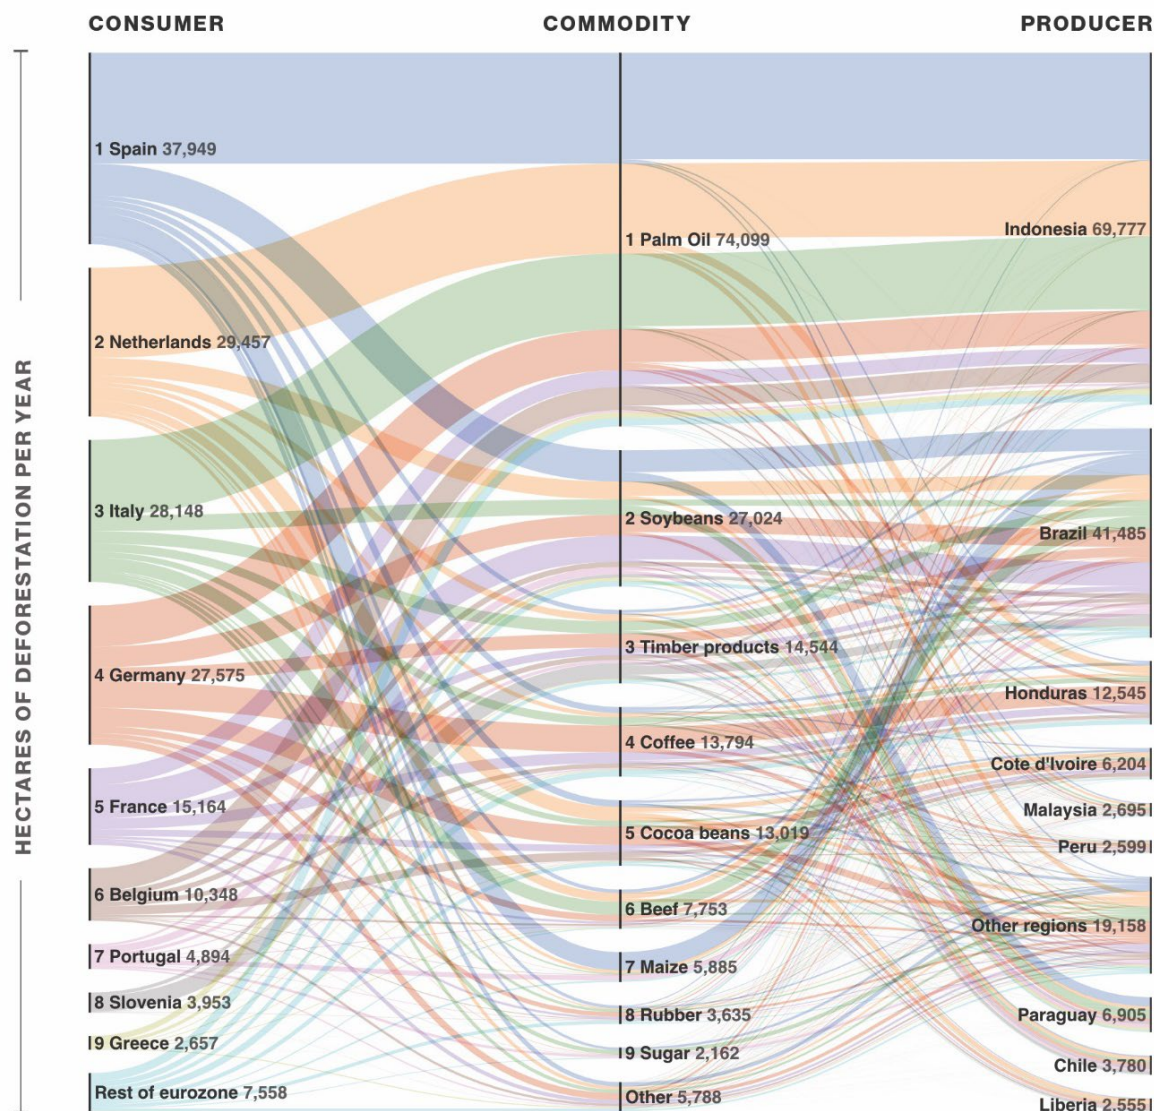 CONSUMER
COMMODITY
PRODUCER
HECTARES OF DEFORESTATION PER YEAR
1 Spain 37,949
2 Netherlands 29,457
3 Italy 28,148
4 Germany 27,575
5 France 15,164
6 Belgium 10,348
7 Portugal 4,894
8 Slovenia 3,953
9 Greece 2,657
Rest of eurozone 7,558
1 Palm Oil 74,099
2 Soybeans 27,024
3 Timber products 14,544
4 Coffee 13,794
5 Cocoa beans 13,019
6 Beef 7,753
7 Maize 5,885
8 Rubber 3,635
9 Sugar 2,162
Other 5,788
Indonesia 69,777
Brazil 41,485
Honduras 12,545
Cote d'Ivoire 6,204
Malaysia 2,695
Peru 2,599
Other regions 19,158
Paraguay 6,905
Chile 3,780
Liberia 2,555